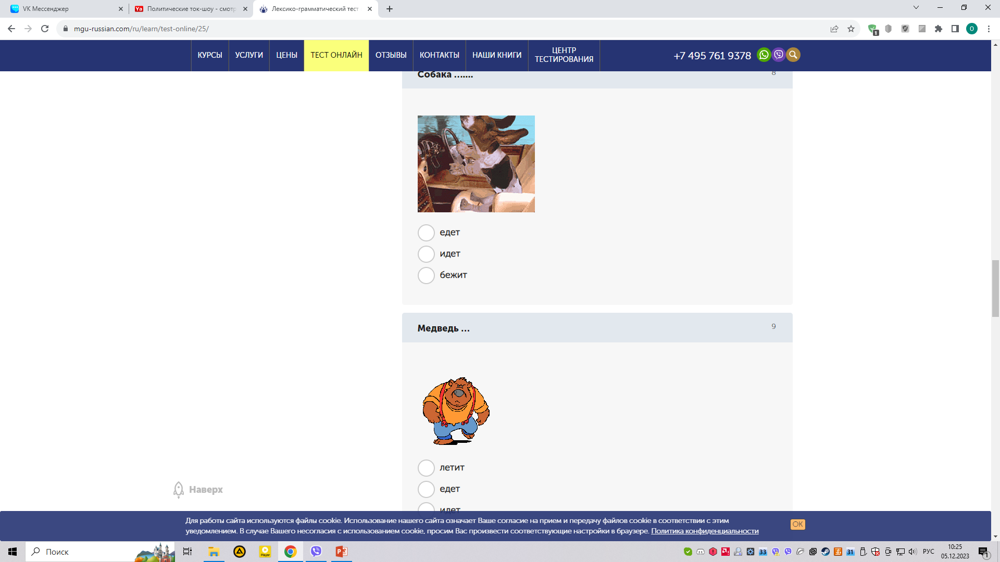 VK Мессенджер
Политические ток-шоу - смотр
Лексико-грамматический тест
mgu-russian.com/ru/learn/test-online/25/
1
O
КУРСЫ
УСЛУГИ
ЦЕНЫ
ТЕСТ ОНЛАЙН
ОТЗЫВЫ
КОНТАКТЫ
НАШИ КНИГИ
ЦЕНТР
ТЕСТИРОВАНИЯ
+7 495 761 9378
Собака .......
8
едет
идет
бежит
Медведь ...
9
летит
едет
идет
Наверх
Для работы сайта используются файлы cookie. Использование нашего сайта означает Ваше согласие на прием и передачу файлов cookie в соответствии с этим
уведомлением. В случае Вашего несогласия с использованием cookie, просим Вас произвести соответствующие настройки в браузере. Политика конфиденциальности
OK
Поиск
Player
33
31
РУС
10:25
05.12.2023
1